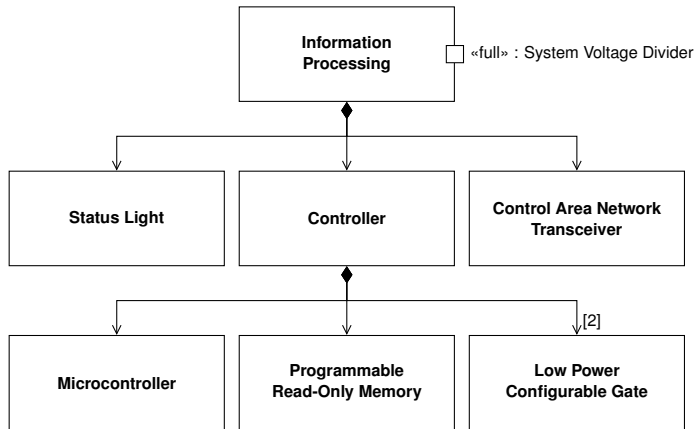 Information
Processing
«full» : System Voltage Divider
Status Light
Controller
Control Area Network
Transceiver
[2]
Microcontroller
Programmable
Read-Only Memory
Low Power
Configurable Gate